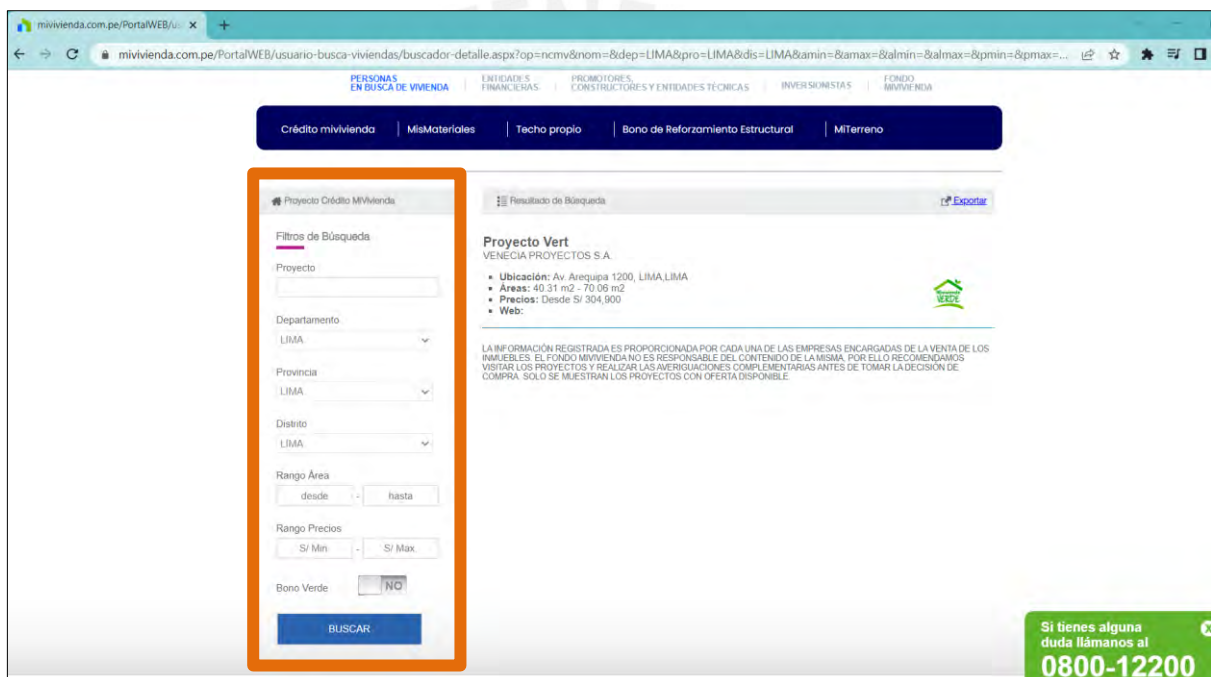 mivivienda.com.pe/PortalWEB/u
mivivienda.com.pe/PortalWEB/usuario-busca-viviendas/buscador-detalle.aspx?op=ncmv&nom=&dep=LIMA&pro=LIMA&dis=LIMA&amin=&amax=&almin=&almax=&pmin=&pmax=...
PERSONAS
EN BUSCA DE VIVIENDA
ENTIDADES
FINANCIERAS
PROMOTORES,
CONSTRUCTORES Y ENTIDADES TÉCNICAS
INVERSIONISTAS
FONDO
MIVIVIENDA
Crédito mivivienda
MisMateriales
Techo propio
Bono de Reforzamiento Estructural
MiTerreno
Proyecto Crédito MiVivienda
Filtros de Búsqueda
Proyecto
Departamento
LIMA
Provincia
LIMA
Distrito
LIMA
Rango Área
desde - hasta
Rango Precios
S/ Min - S/ Max
Bono Verde NO
BUSCAR
Resultado de Búsqueda
Exportar
Proyecto Vert
VENECIA PROYECTOS S.A.
Ubicación: Av. Arequipa 1200, LIMA,LIMA
Áreas: 40.31 m2 - 70.06 m2
Precios: Desde S/ 304,900
Web:
VERDE
LA INFORMACIÓN REGISTRADA ES PROPORCIONADA POR CADA UNA DE LAS EMPRESAS ENCARGADAS DE LA VENTA DE LOS
INMUEBLES. EL FONDO MIVIVIENDA NO ES RESPONSABLE DEL CONTENIDO DE LA MISMA, POR ELLO RECOMENDAMOS
VISITAR LOS PROYECTOS Y REALIZAR LAS AVERIGUACIONES COMPLEMENTARIAS ANTES DE TOMAR LA DECISIÓN DE
COMPRA. SOLO SE MUESTRAN LOS PROYECTOS CON OFERTA DISPONIBLE.
Si tienes alguna
duda llámanos al
0800-12200